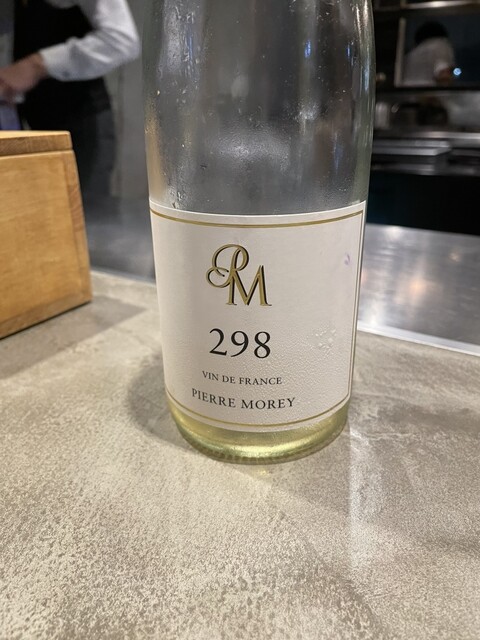 PM
298
VIN DE FRANCE
PIERRE MOREY